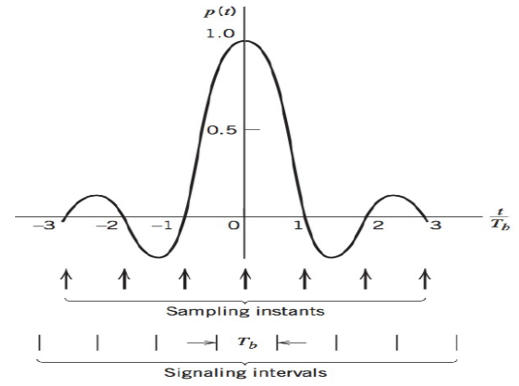 p(t)
1.0
0.5
-3 -2 -1 0 1 2 3
t
T_b
Sampling instants
T_b
Signaling intervals